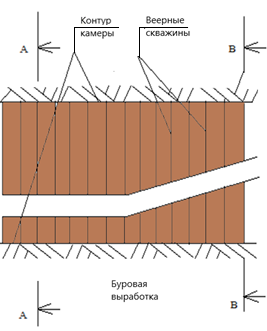 Контур
камеры
Веерные
скважины
А
В
Буровая
выработка
А
В